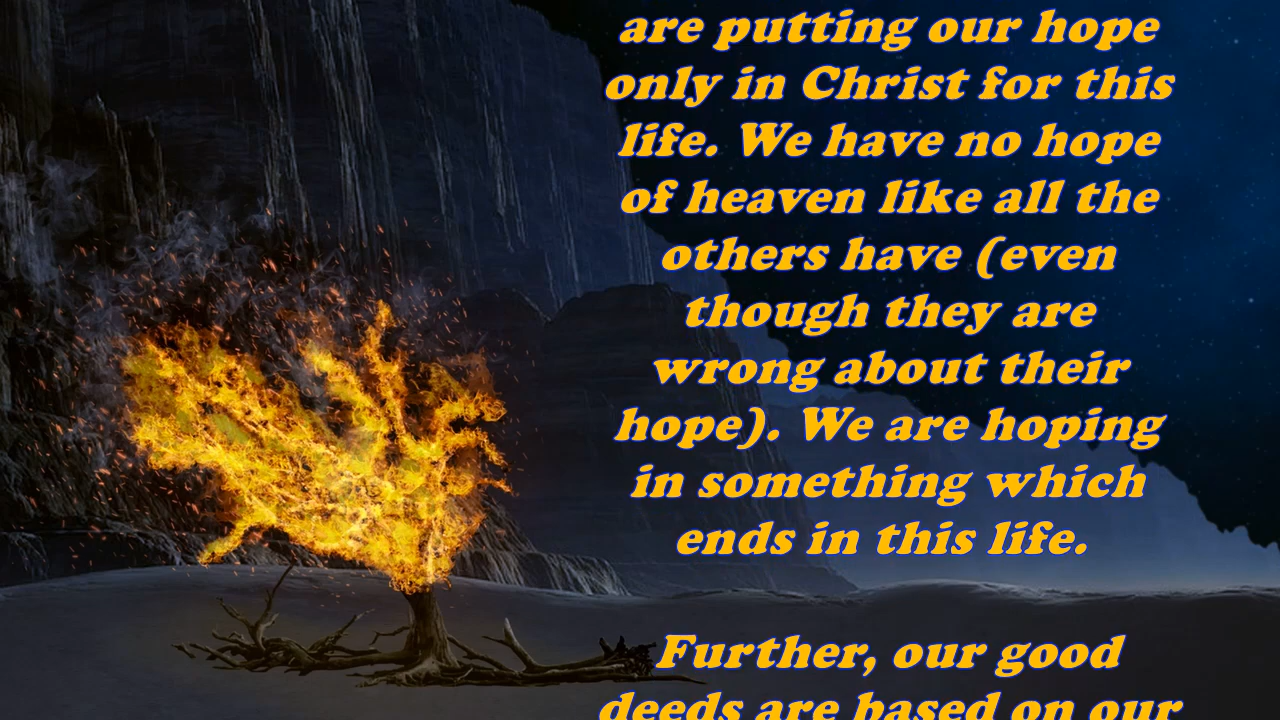 are putting our hope
only in Christ for this
life. We have no hope
of heaven like all the
others have (even
though they are
wrong about their
hope). We are hoping
in something which
ends in this life.
Further, our good
deeds are based on our